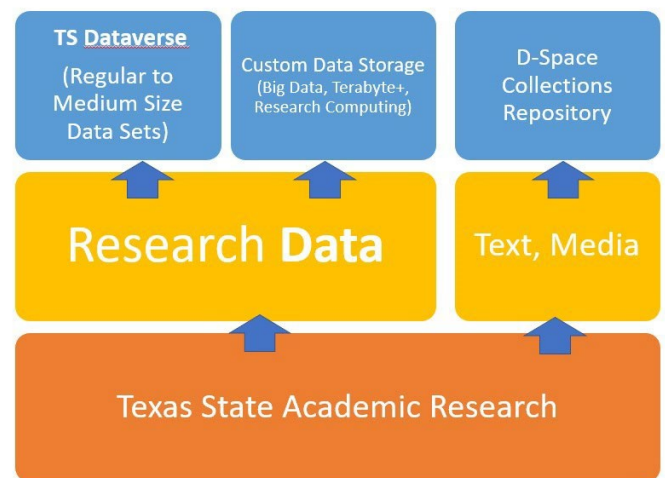 TS Dataverse
(Regular to
Medium Size
Data Sets)
Custom Data Storage
(Big Data, Terabyte+,
Research Computing)
D-Space
Collections
Repository
Research Data
Text, Media
Texas State Academic Research